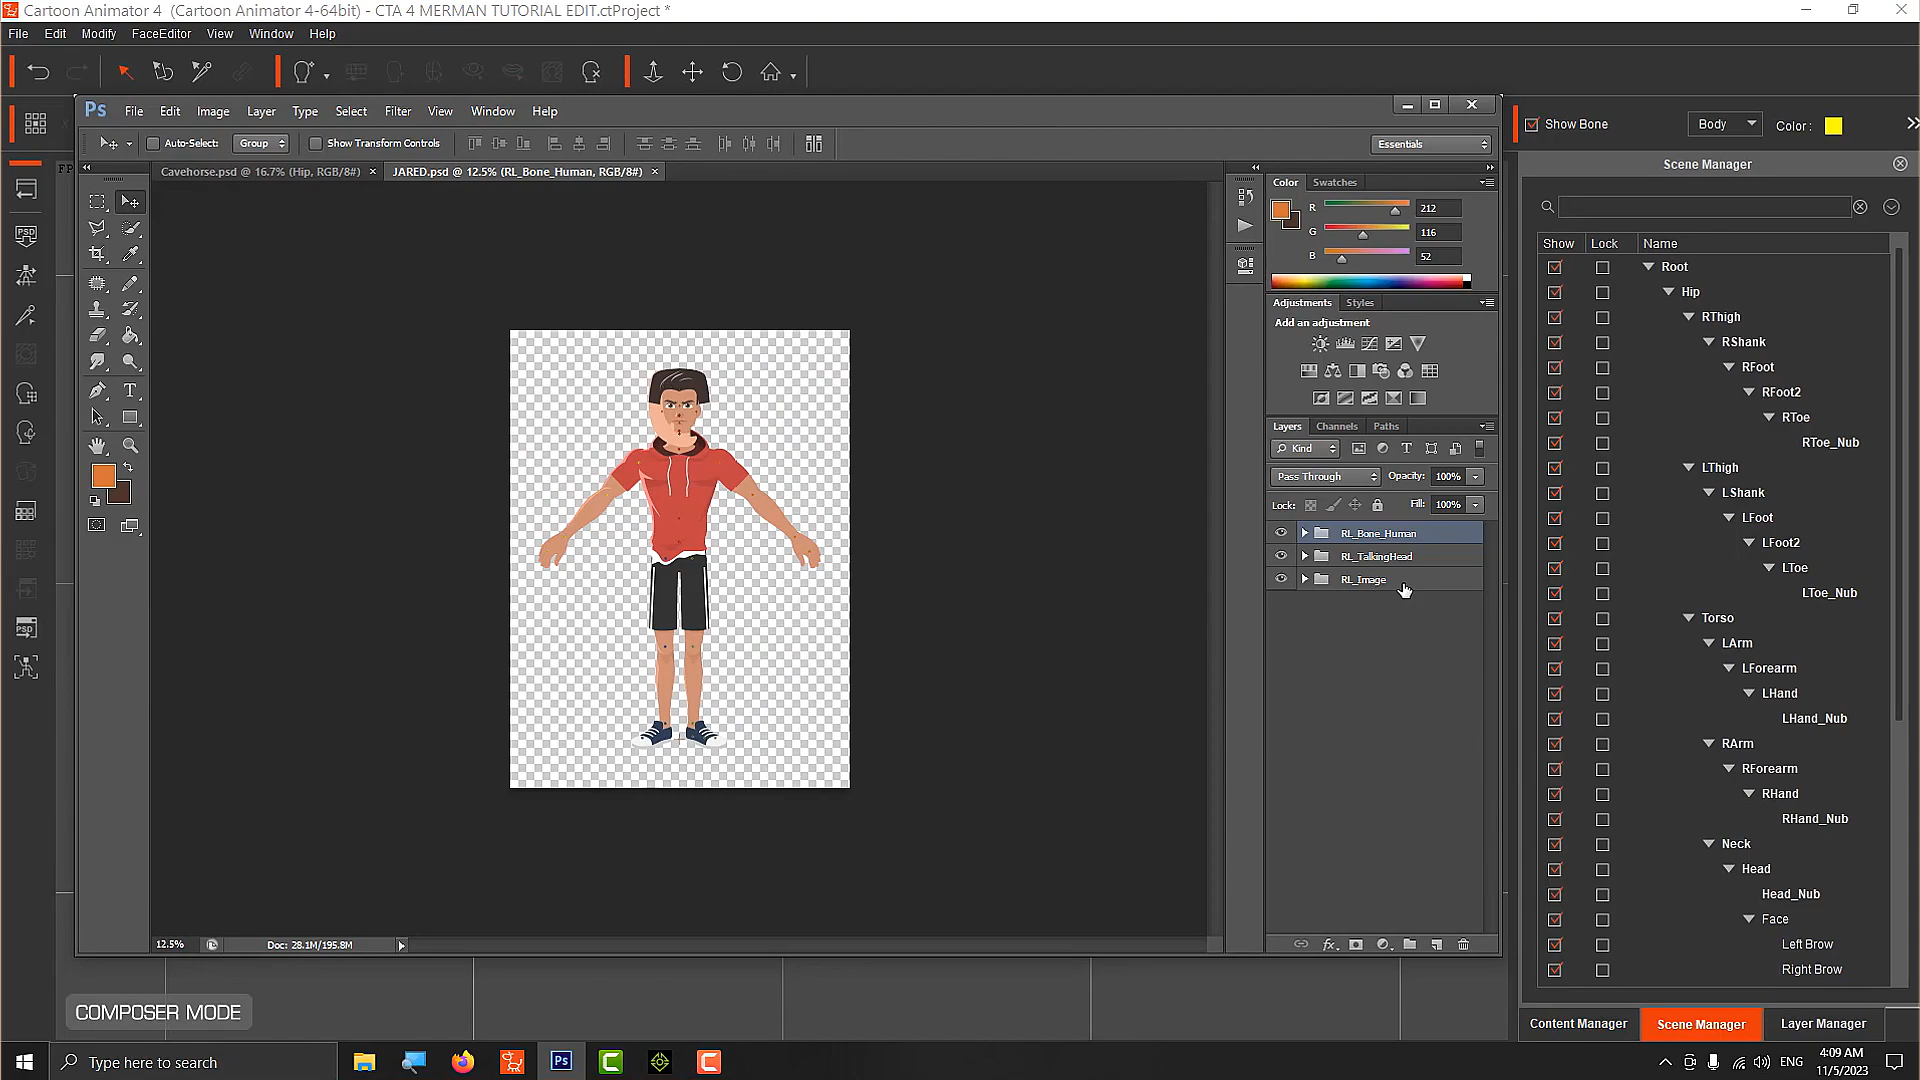 Cartoon Animator 4 (Cartoon Animator 4-64bit) - CTA 4 MERMAN TUTORIAL EDIT.ctProject *
File Edit Modify FaceEditor View Window Help
Ps File Edit Image Layer Type Select Filter View Window Help
Auto-Select: Group Show Transform Controls Essentials
Cavehorse.psd @ 16.7% (Hip, RGB/8#) × JARED.psd @ 12.5% (RL_Bone_Human, RGB/8#) ×
Color Swatches
R 212
G 116
B 52
Adjustments Styles
Add an adjustment
Layers Channels Paths
Kind
Pass Through Opacity: 100%
Lock: Fill: 100%
RL_Bone_Human
RL_TalkingHead
RL_Image
12.5% Doc: 28.1M/195.8M
Show Bone Body Color :
Scene Manager
Show Lock Name
Root
Hip
RThigh
RShank
RFoot
RFoot2
RToe
RToe_Nub
LThigh
LShank
LFoot
LFoot2
LToe
LToe_Nub
Torso
LArm
LForearm
LHand
LHand_Nub
RArm
RForearm
RHand
RHand_Nub
Neck
Head
Head_Nub
Face
Left Brow
Right Brow
Content Manager Scene Manager Layer Manager
PSD
PSD
FP
COMPOSER MODE
Type here to search
Ps
ENG
4:09 AM
11/5/2023